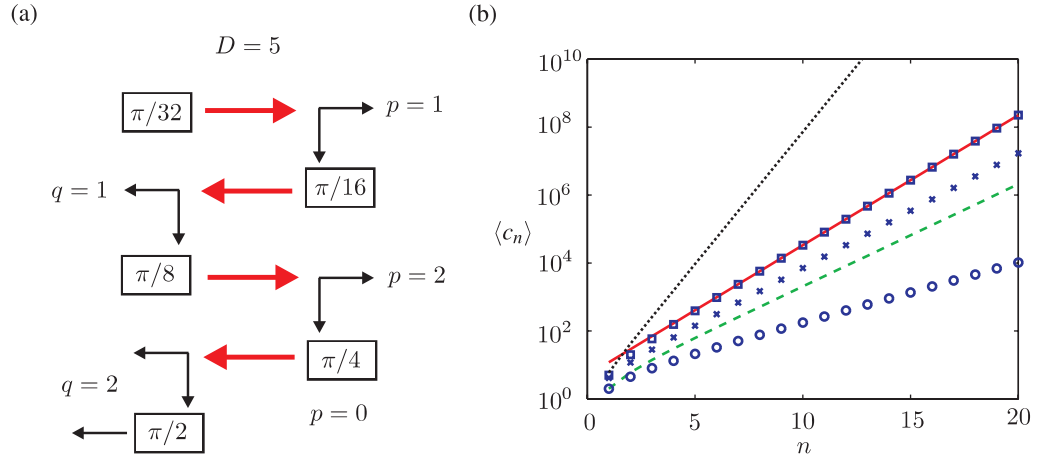 (a)
D = 5
π/32
p = 1
q = 1
π/16
π/8
p = 2
q = 2
π/4
π/2
p = 0
(b)
10^10
10^8
10^6
⟨c_n⟩
10^4
10^2
10^0
0 5 10 15 20
n